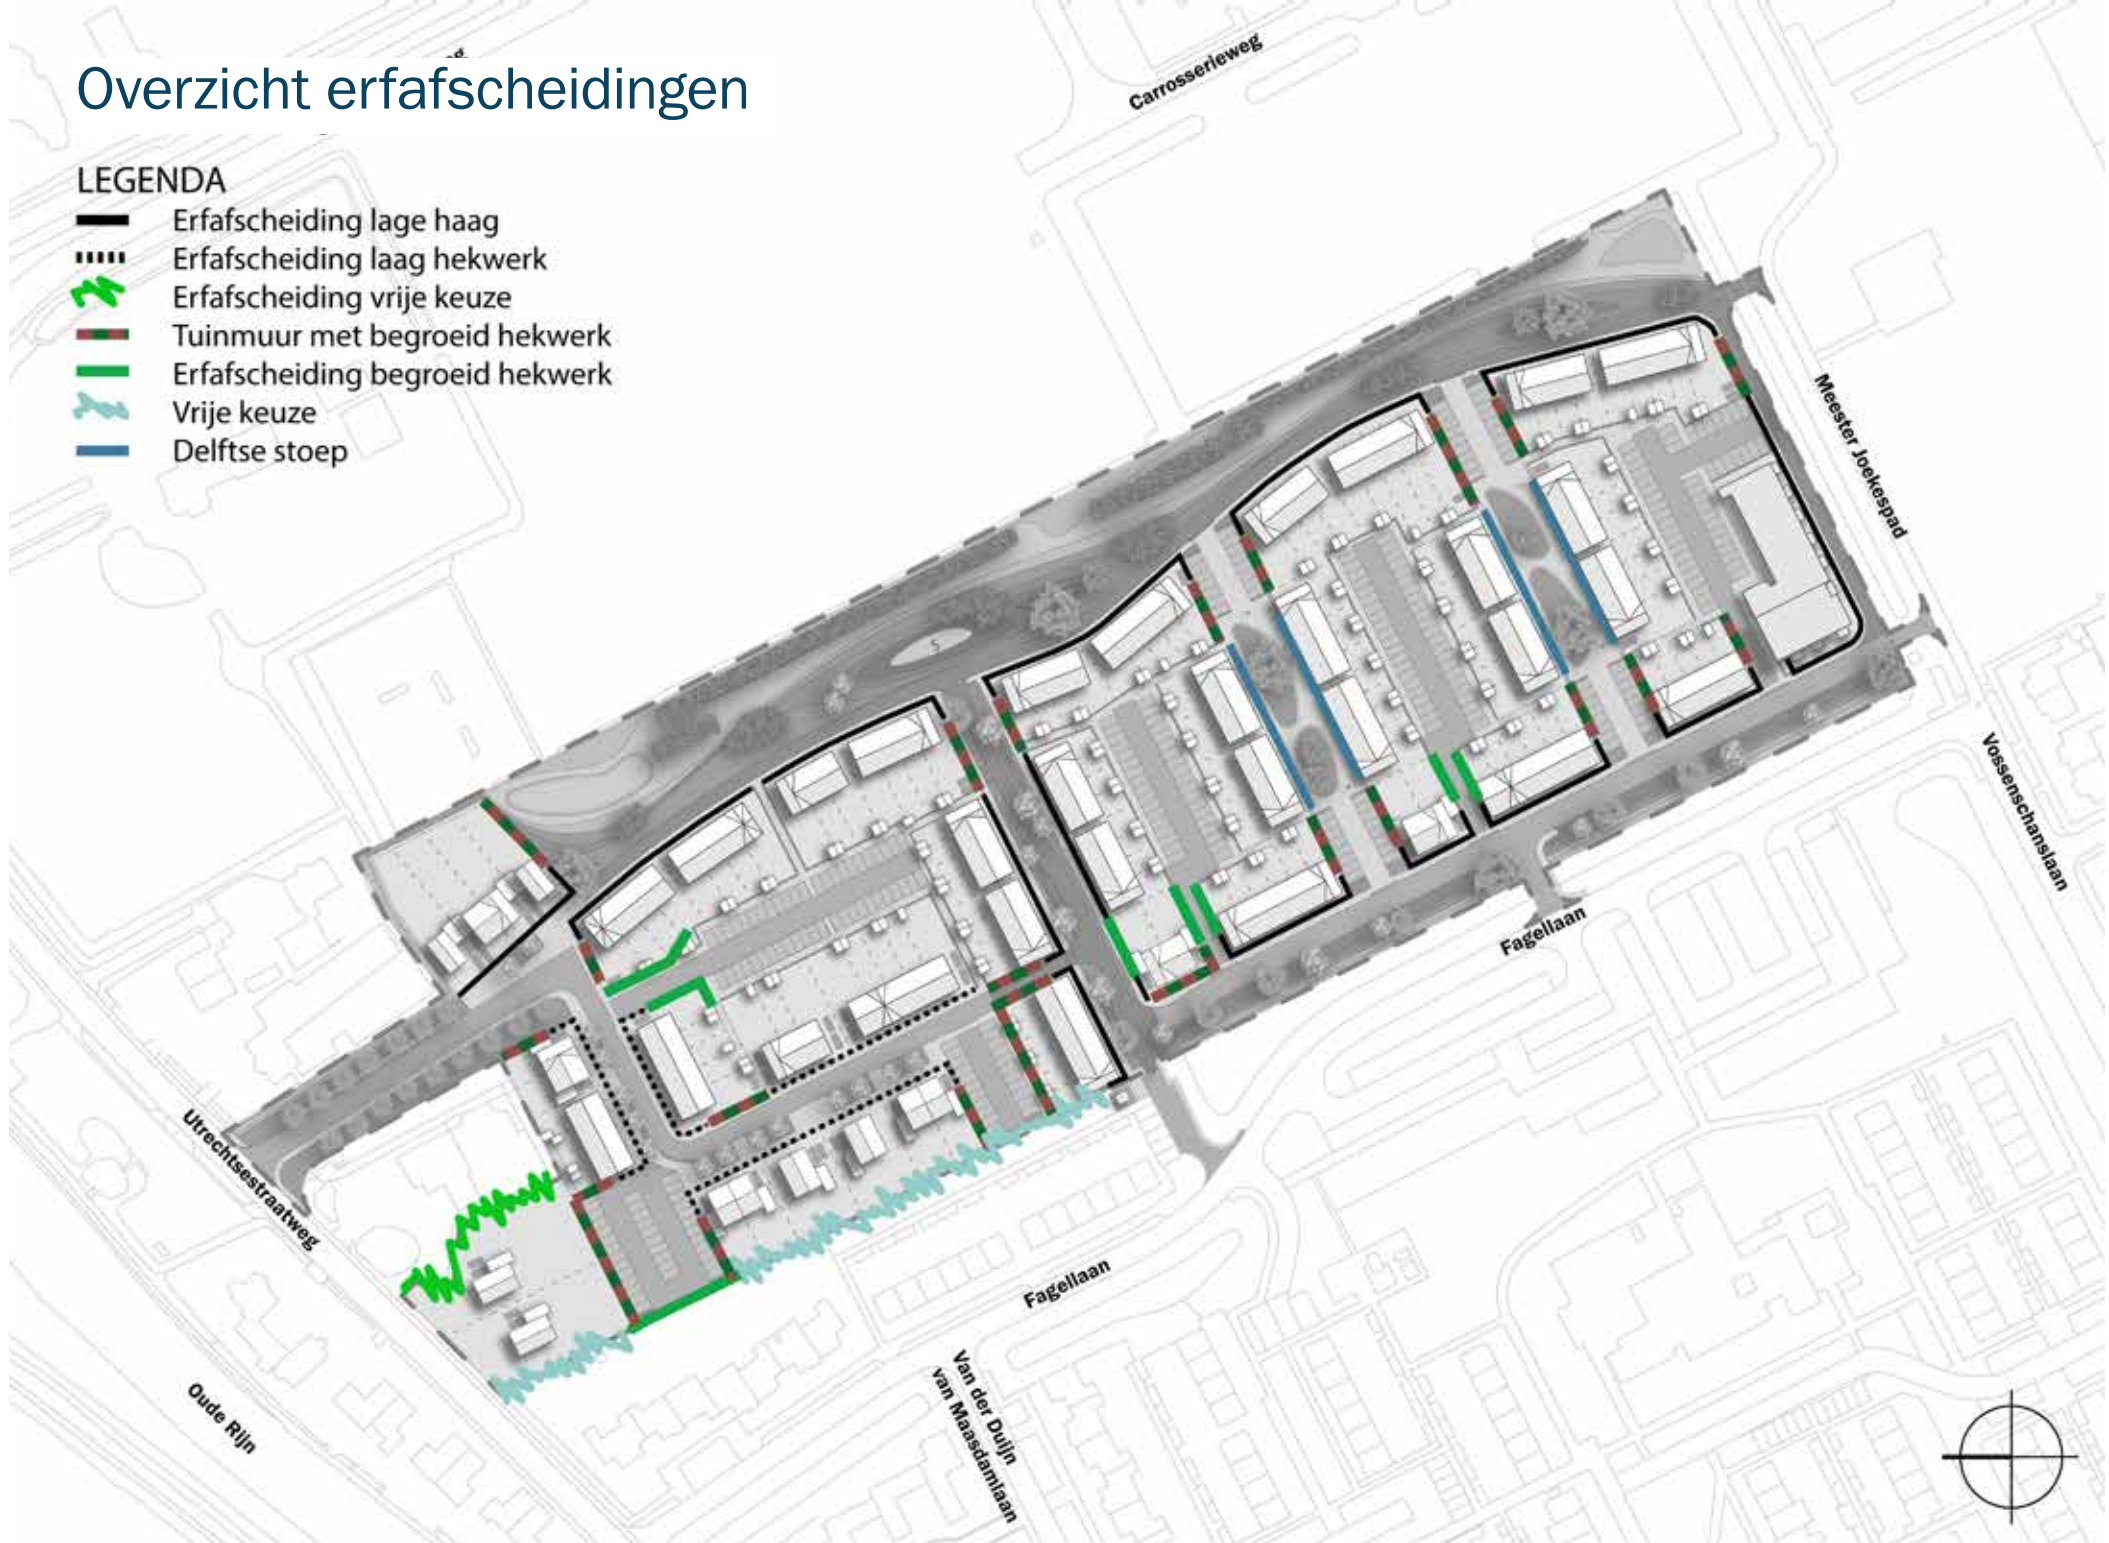 Overzicht erfafscheidingen
LEGENDA
Erfafscheiding lage haag
Erfafscheiding laag hekwerk
Erfafscheiding vrije keuze
Tuinmuur met begroeid hekwerk
Erfafscheiding begroeid hekwerk
Vrije keuze
Delftse stoep
Carrosserieweg
Meester Joekespad
Vossenschanslaan
Fagellaan
Utrechtsestraatweg
Fagellaan
Oude Rijn
Van der Duijn
van Maasdamlaan